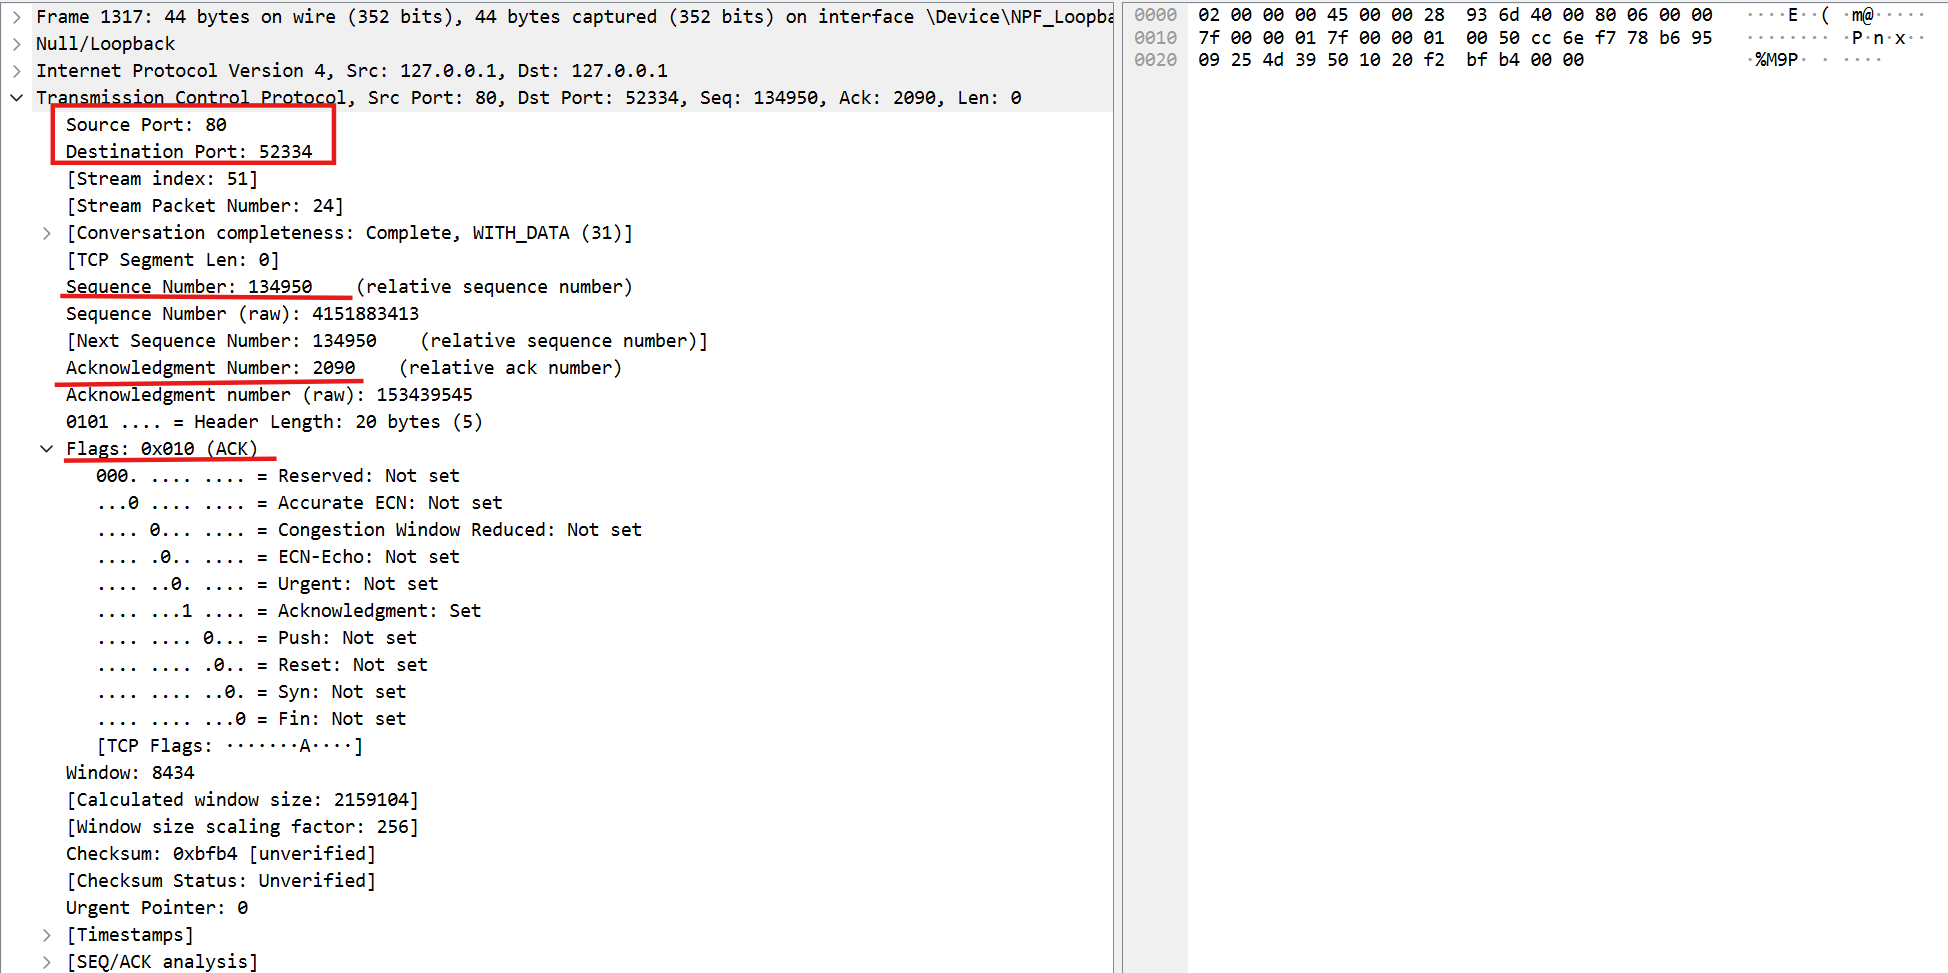 Frame 1317: 44 bytes on wire (352 bits), 44 bytes captured (352 bits) on interface \Device\NPF_Loopba
Null/Loopback
Internet Protocol Version 4, Src: 127.0.0.1, Dst: 127.0.0.1
Transmission Control Protocol, Src Port: 80, Dst Port: 52334, Seq: 134950, Ack: 2090, Len: 0
Source Port: 80
Destination Port: 52334
[Stream index: 51]
[Stream Packet Number: 24]
[Conversation completeness: Complete, WITH_DATA (31)]
[TCP Segment Len: 0]
Sequence Number: 134950    (relative sequence number)
Sequence Number (raw): 4151883413
[Next Sequence Number: 134950    (relative sequence number)]
Acknowledgment Number: 2090    (relative ack number)
Acknowledgment number (raw): 153439545
0101 .... = Header Length: 20 bytes (5)
Flags: 0x010 (ACK)
000. .... .... = Reserved: Not set
...0 .... .... = Accurate ECN: Not set
.... 0... .... = Congestion Window Reduced: Not set
.... .0.. .... = ECN-Echo: Not set
.... ..0. .... = Urgent: Not set
.... ...1 .... = Acknowledgment: Set
.... .... 0... = Push: Not set
.... .... .0.. = Reset: Not set
.... .... ..0. = Syn: Not set
.... .... ...0 = Fin: Not set
[TCP Flags: ·······A····]
Window: 8434
[Calculated window size: 2159104]
[Window size scaling factor: 256]
Checksum: 0xbfb4 [unverified]
[Checksum Status: Unverified]
Urgent Pointer: 0
[Timestamps]
[SEQ/ACK analysis]
0000 02 00 00 00 45 00 00 28 93 6d 40 00 80 06 00 00 ····E··( ·m@·····
0010 7f 00 00 01 7f 00 00 01 00 50 cc 6e f7 78 b6 95 ········ ·P·n·x··
0020 09 25 4d 39 50 10 20 f2 bf b4 00 00 ·%M9P· · ····